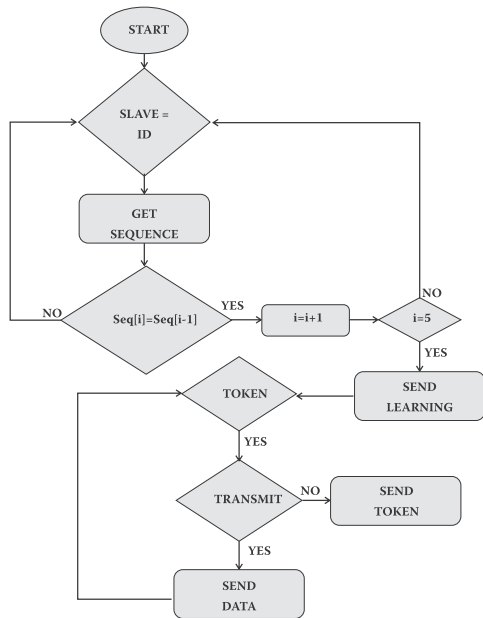 START
SLAVE =
ID
GET
SEQUENCE
Seq[i]=Seq[i-1]
NO
YES
i=i+1
i=5
NO
YES
SEND
LEARNING
TOKEN
YES
TRANSMIT
NO
SEND
TOKEN
YES
SEND
DATA